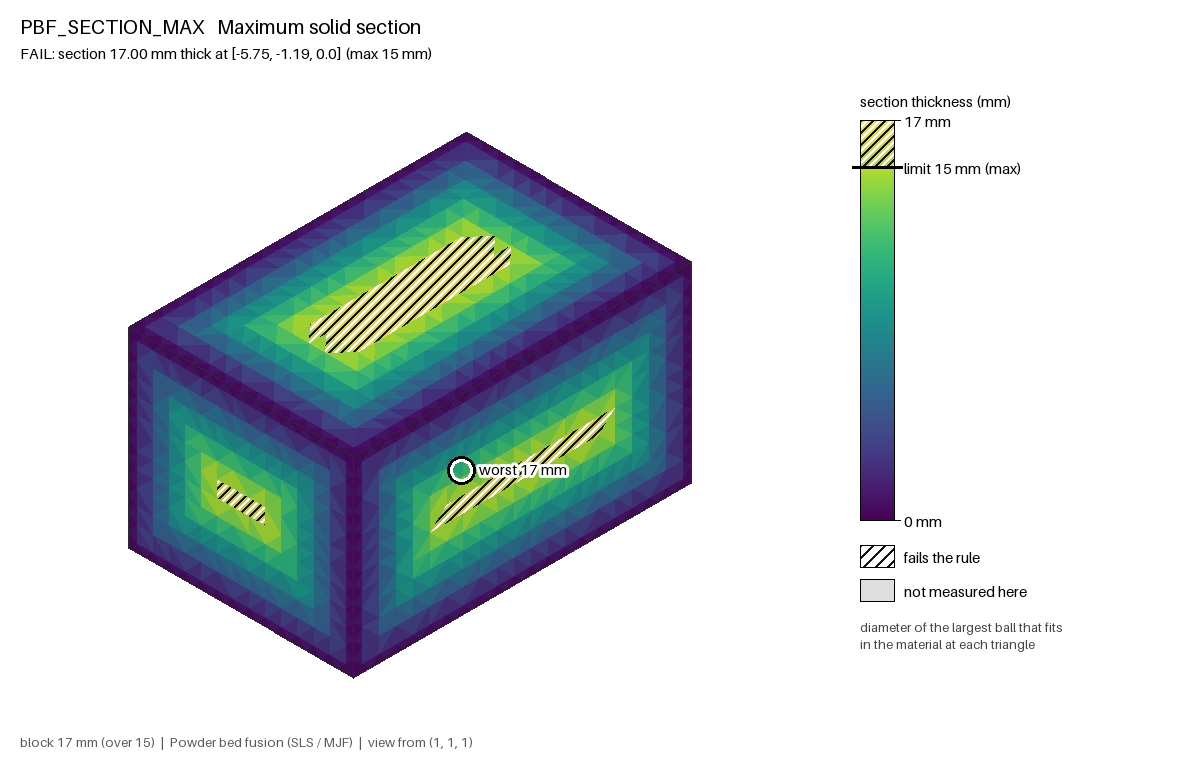 PBF_SECTION_MAX Maximum solid section
FAIL: section 17.00 mm thick at [-5.75, -1.19, 0.0] (max 15 mm)
section thickness (mm)
17 mm
limit 15 mm (max)
worst 17 mm
0 mm
fails the rule
not measured here
diameter of the largest ball that fits
in the material at each triangle
block 17 mm (over 15) | Powder bed fusion (SLS / MJF) | view from (1, 1, 1)